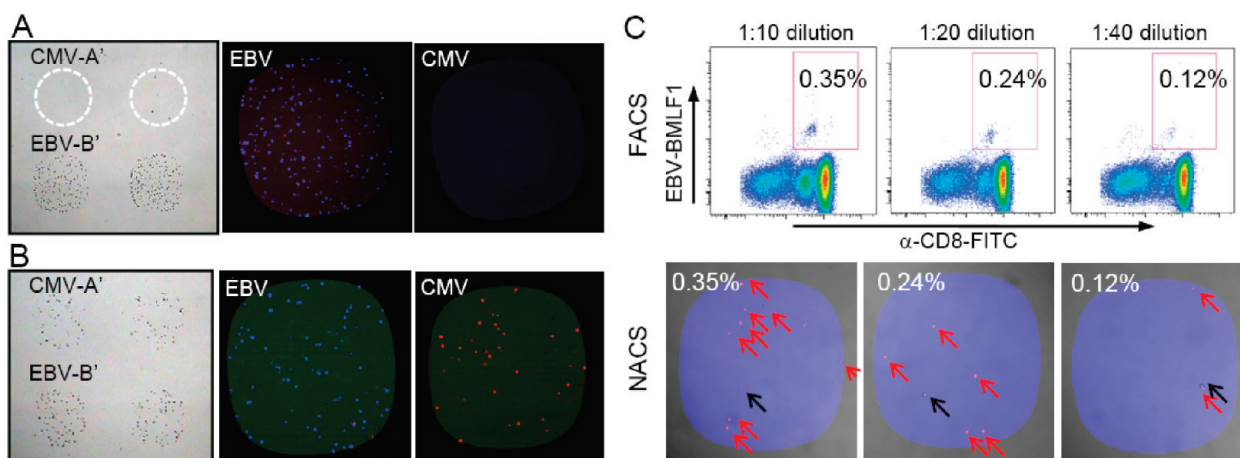 A
CMV-A'
EBV-B'
EBV
CMV
B
CMV-A'
EBV-B'
EBV
CMV
C
1:10 dilution
1:20 dilution
1:40 dilution
FACS
EBV-BMLF1
0.35%
0.24%
0.12%
α-CD8-FITC
NACS
0.35%
0.24%
0.12%